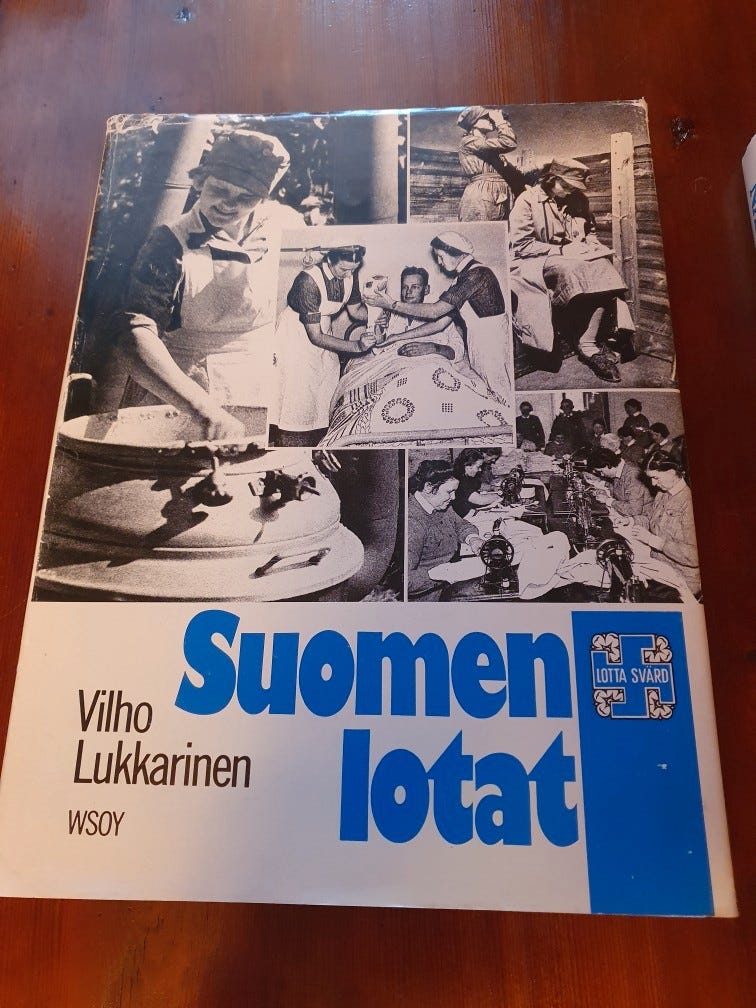 Suomen
lotat
LOTTA SVÄRD
Vilho
Lukkarinen
WSOY